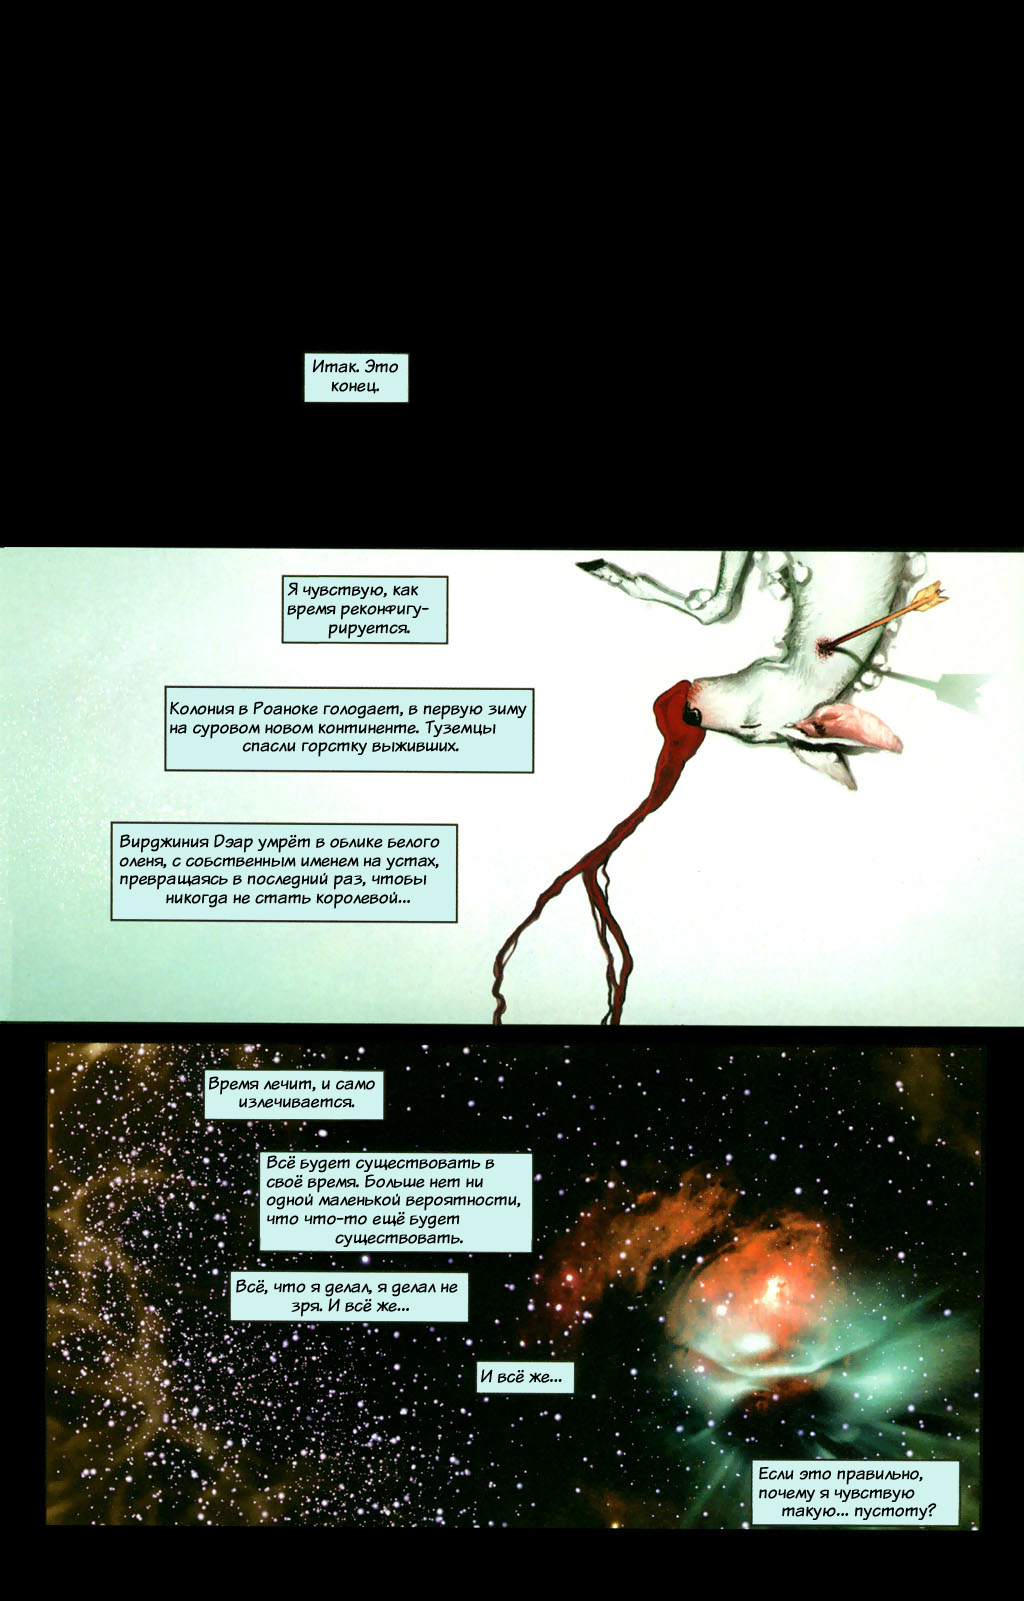 Итак. Это
конец.
Я чувствую, как
время реконфигу-
рируется.
Колония в Роаноке голодает, в первую зиму
на суровом новом континенте. Туземцы
спасли горстку выживших.
Вирджиния Dэар умрёт в облике белого
оленя, с собственным именем на устах,
превращаясь в последний раз, чтобы
никогда не стать королевой...
Время лечит, и само
излечивается.
Всё будет существовать в
своё время. Больше нет ни
одной маленькой вероятности,
что что-то ещё будет
существовать.
Всё, что я делал, я делал не
зря. И всё же...
И всё же...
Если это правильно,
почему я чувствую
такую... пустоту?